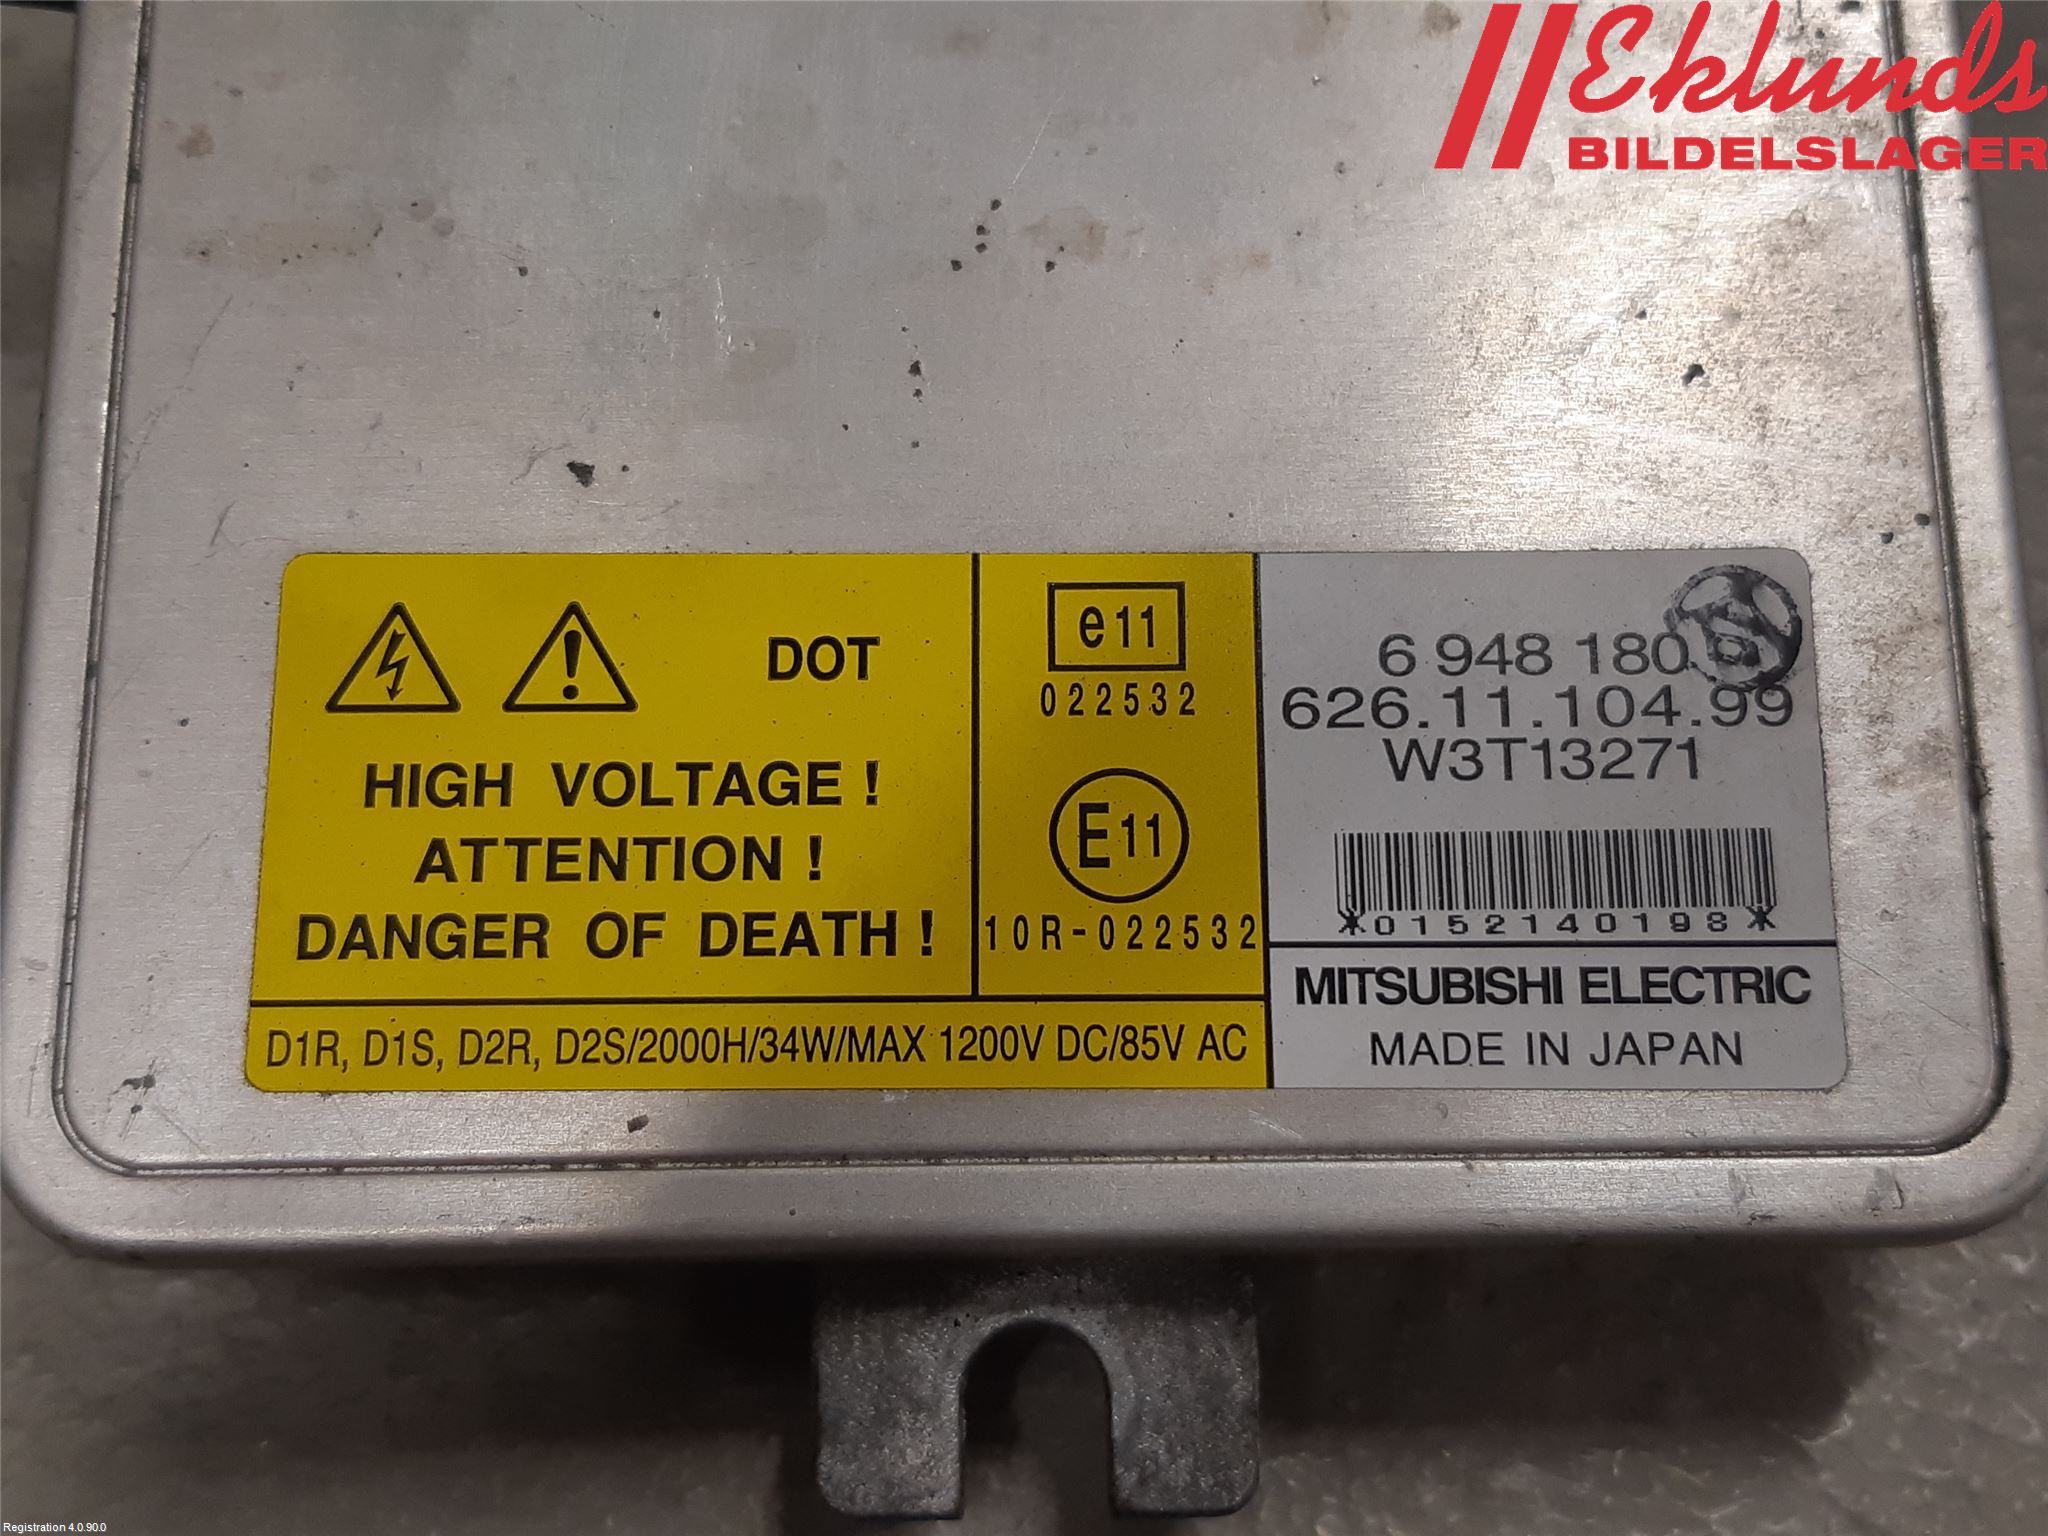 Eklunds
BILDELSLAGER
DOT
HIGH VOLTAGE !
ATTENTION !
DANGER OF DEATH !
e11
022532
E11
10R-022532
6 948 180
626.11.104.99
W3T13271
*0152140198*
MITSUBISHI ELECTRIC
MADE IN JAPAN
D1R, D1S, D2R, D2S/2000H/34W/MAX 1200V DC/85V AC
Registration 4.0.90.0